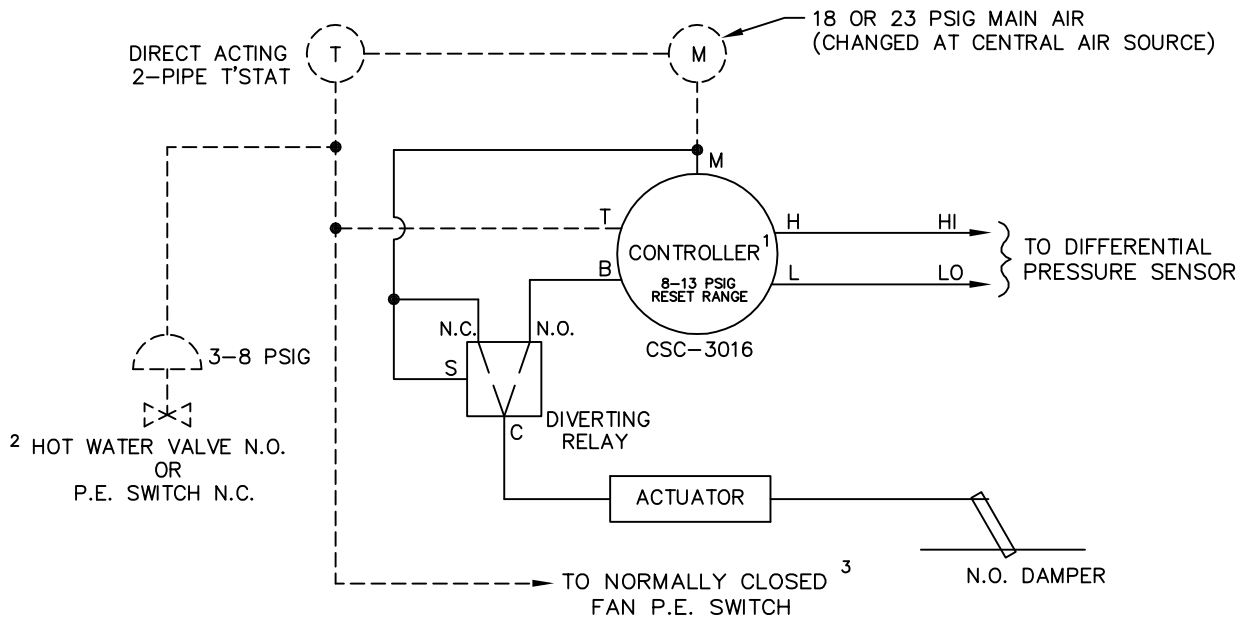 18 OR 23 PSIG MAIN AIR
(CHANGED AT CENTRAL AIR SOURCE)
DIRECT ACTING
2-PIPE T'STAT
T
M
M
T
B
H
L
HI
LO
CONTROLLER 1
8-13 PSIG
RESET RANGE
CSC-3016
TO DIFFERENTIAL
PRESSURE SENSOR
N.C.
N.O.
S
C
DIVERTING
RELAY
3-8 PSIG
2 HOT WATER VALVE N.O.
OR
P.E. SWITCH N.C.
ACTUATOR
N.O. DAMPER
TO NORMALLY CLOSED 3
FAN P.E. SWITCH